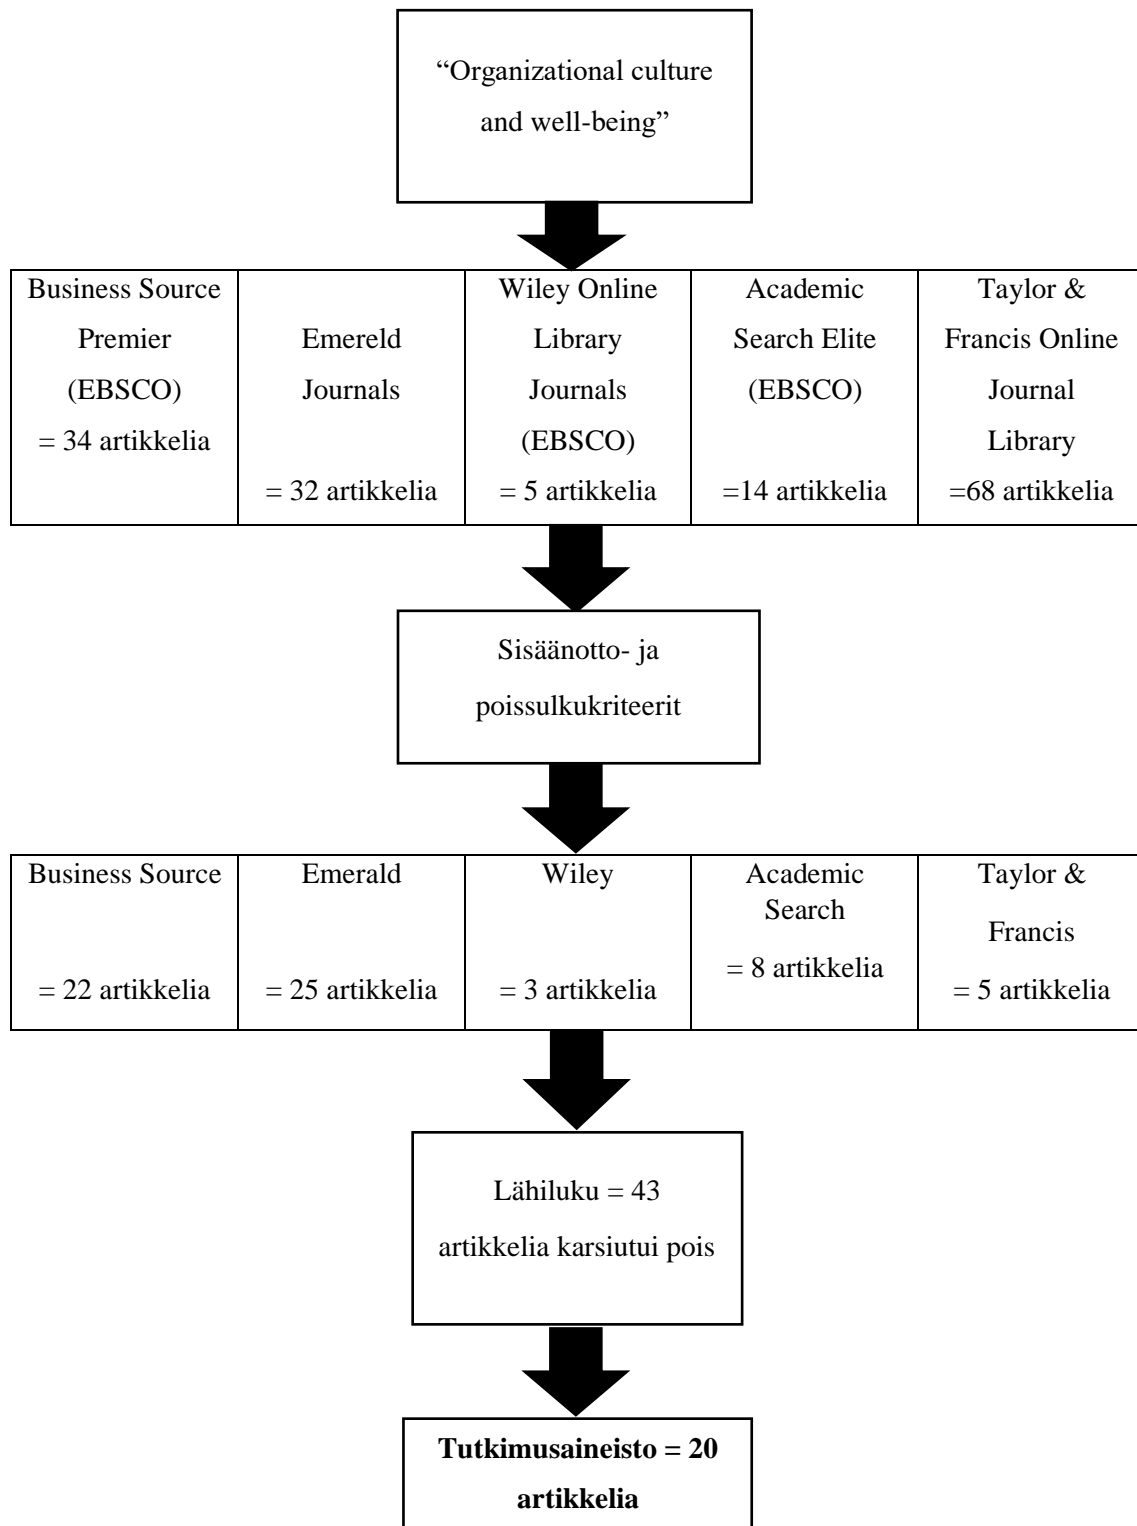 “Organizational culture
and well-being”
Business Source
Premier
(EBSCO)
= 34 artikkelia
Emereld
Journals
= 32 artikkelia
Wiley Online
Library
Journals
(EBSCO)
= 5 artikkelia
Academic
Search Elite
(EBSCO)
=14 artikkelia
Taylor &
Francis Online
Journal
Library
=68 artikkelia
Sisäänotto- ja
poissulkukriteerit
Business Source
= 22 artikkelia
Emerald
= 25 artikkelia
Wiley
= 3 artikkelia
Academic
Search
= 8 artikkelia
Taylor &
Francis
= 5 artikkelia
Lähiluku = 43
artikkelia karsiutui pois
Tutkimusaineisto = 20
artikkelia